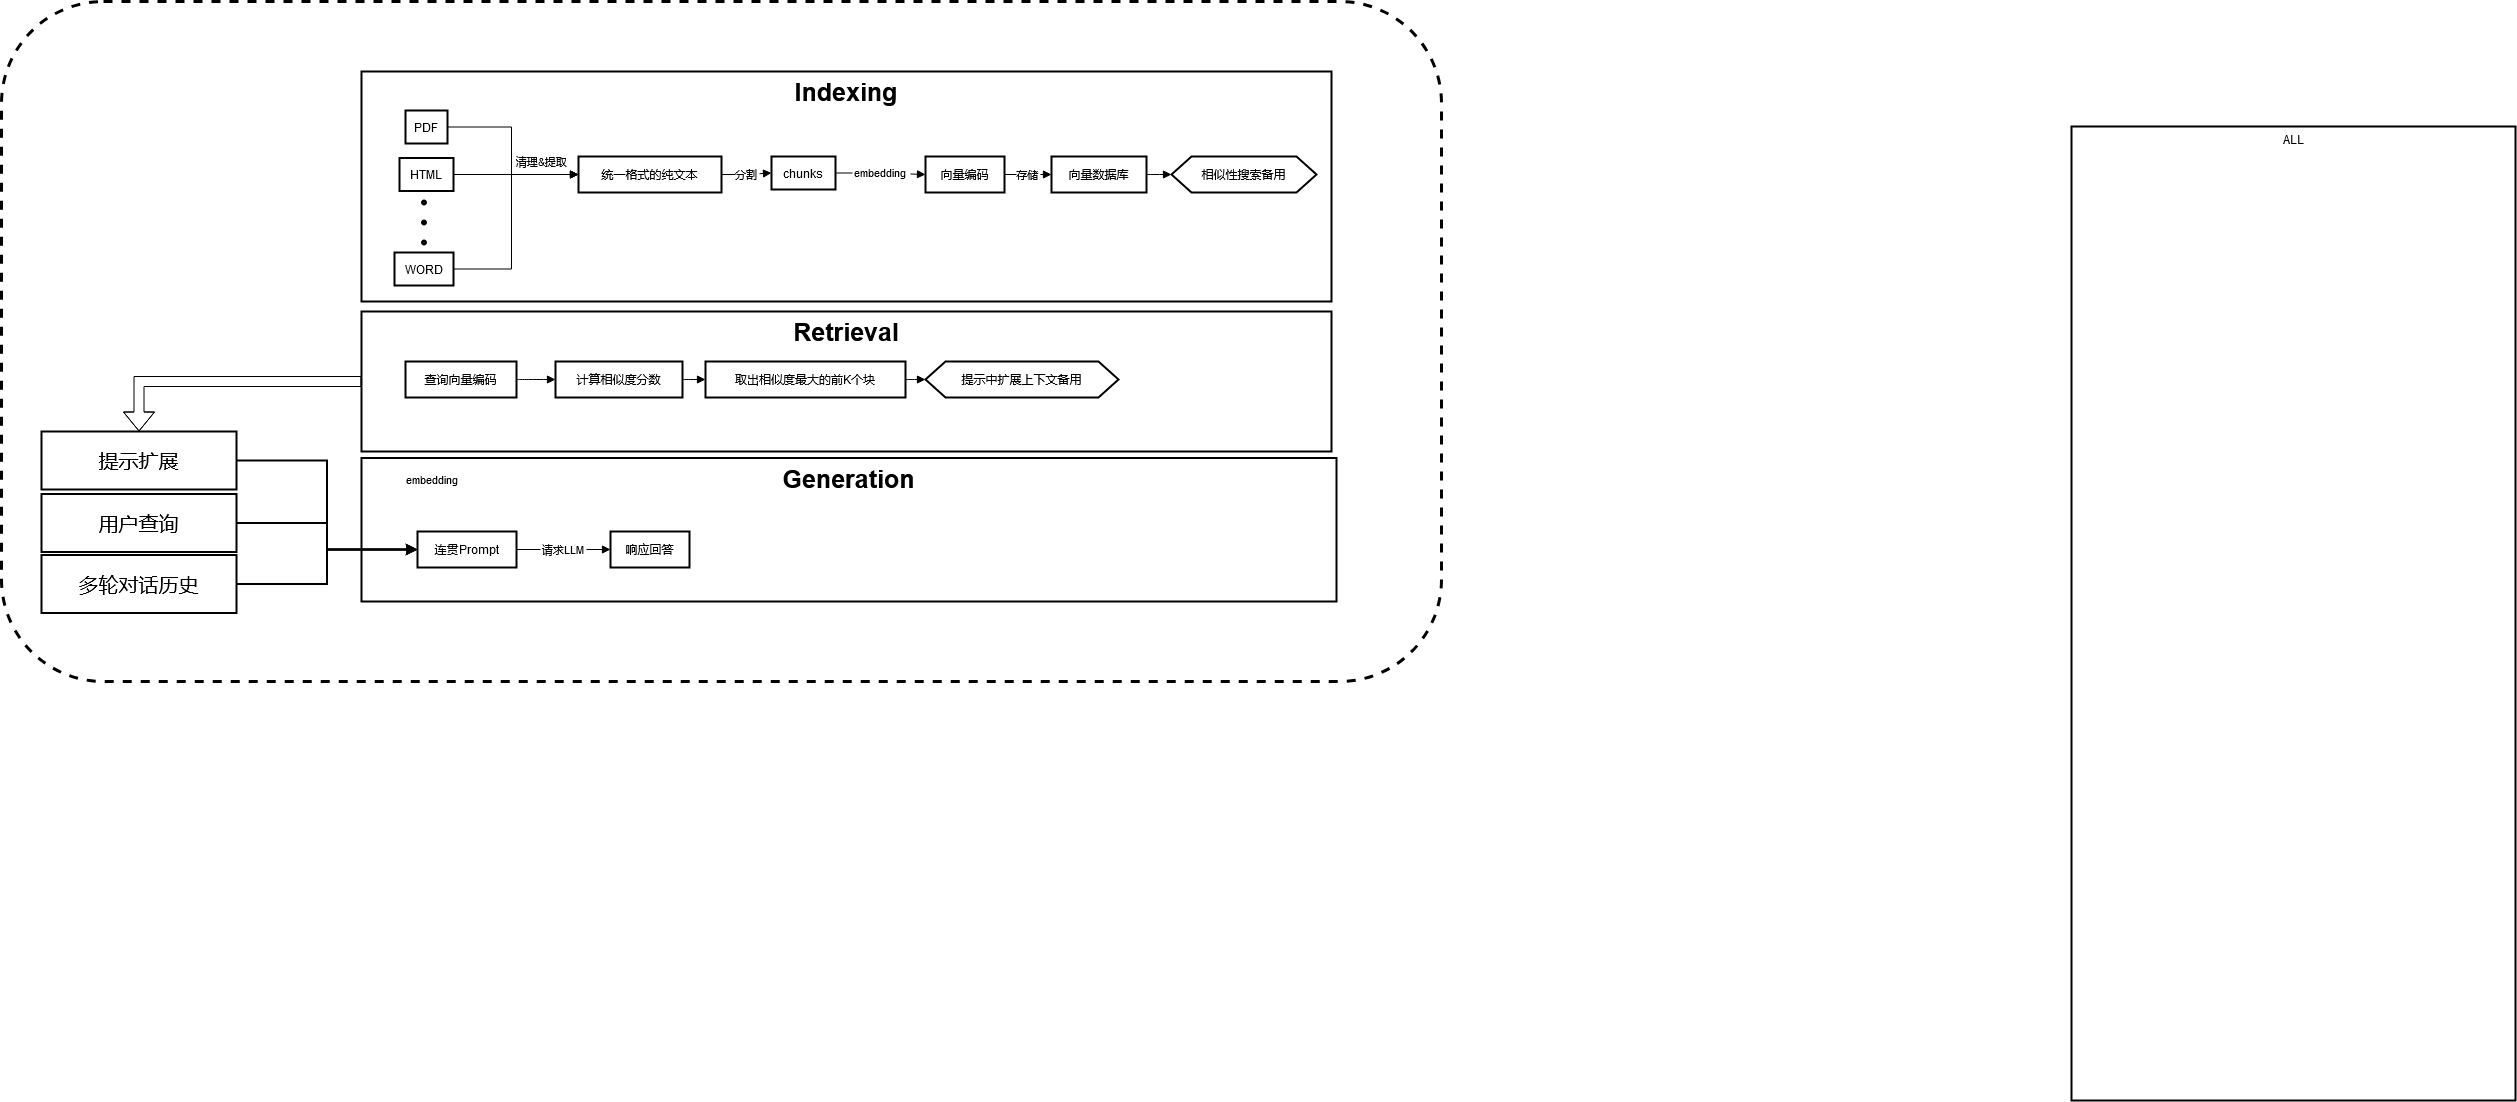 Indexing
PDF
HTML
WORD
清理&提取
统一格式的纯文本
分割
chunks
embedding
向量编码
存储
向量数据库
相似性搜索备用
Retrieval
查询向量编码
计算相似度分数
取出相似度最大的前K个块
提示中扩展上下文备用
提示扩展
用户查询
多轮对话历史
Generation
embedding
连贯Prompt
请求LLM
响应回答
ALL